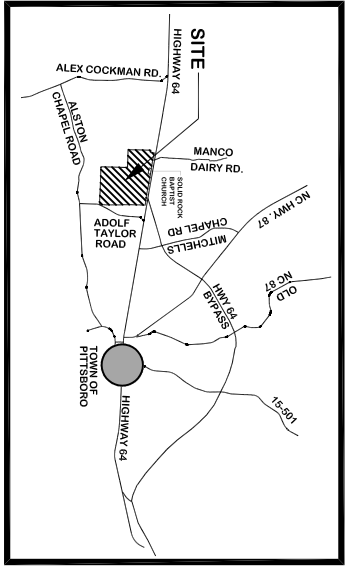 SITE
HIGHWAY 64
ALEX COCKMAN RD.
ALSTON
CHAPEL ROAD
MANCO
DAIRY RD.
SOLID ROCK
BAPTIST
CHURCH
ADOLF
TAYLOR
ROAD
MITCHELLS
CHAPEL RD
NC HWY. 87
OLD
NC 87
HWY 64
BYPASS
TOWN OF
PITTSBORO
HIGHWAY 64
15-501